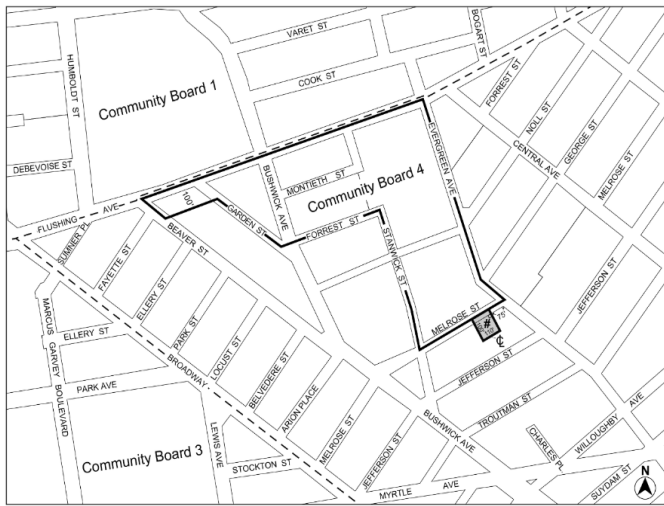 VARET ST
BOGART ST
COOK ST
HUMBOLDT ST
Community Board 1
FORREST ST
NOLL ST
GEORGE ST
MELROSE ST
CENTRAL AVE
EVERGREEN AVE
DEBEVOISE ST
BUSHWICK AVE
MONTIETH ST
Community Board 4
100'
GARDEN ST
FORREST ST
FLUSHING AVE
SUMNER PL
FAYETTE ST
BEAVER ST
STANWICK ST
JEFFERSON ST
ELLERY ST
PARK ST
MELROSE ST
75'
#
℄
MARCUS GARVEY BOULEVARD
ELLERY ST
LOCUST ST
BROADWAY
BELVEDERE ST
JEFFERSON ST
PARK AVE
ARION PLACE
TROUTMAN ST
BUSHWICK AVE
WILLOUGHBY AVE
LEWIS AVE
MELROSE ST
CHARLES PL
Community Board 3
STOCKTON ST
JEFFERSON ST
MYRTLE AVE
SUYDAM ST
N